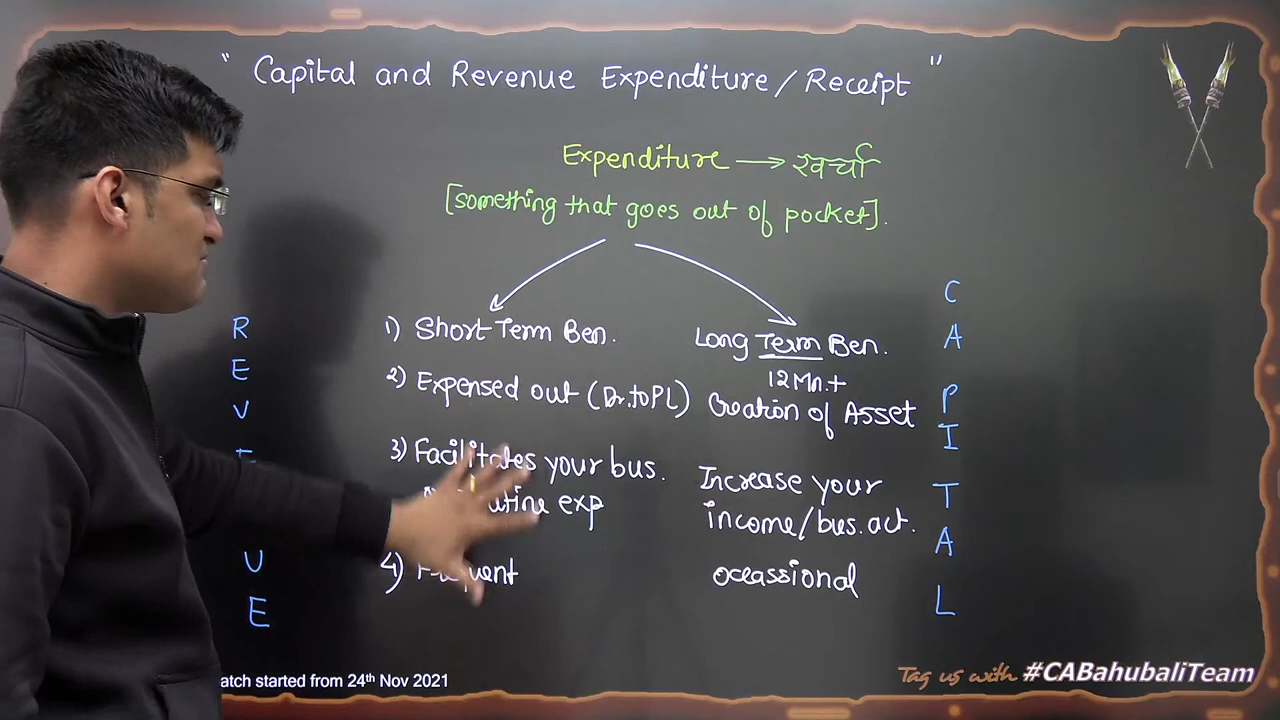 " Capital and Revenue Expenditure / Receipt "
Expenditure → खर्चा
[something that goes out of pocket].
1) Short Term Ben.
Long Term Ben.
12 Mn.+
2) Expensed out (Dr. to PL)
Creation of Asset
3) Facilitates your bus.
exp
Increase your
income/bus. act.
4)
occassional
R
E
V
U
E
C
A
P
I
T
A
L
started from 24th Nov 2021
Tag us with #CABahubaliTeam